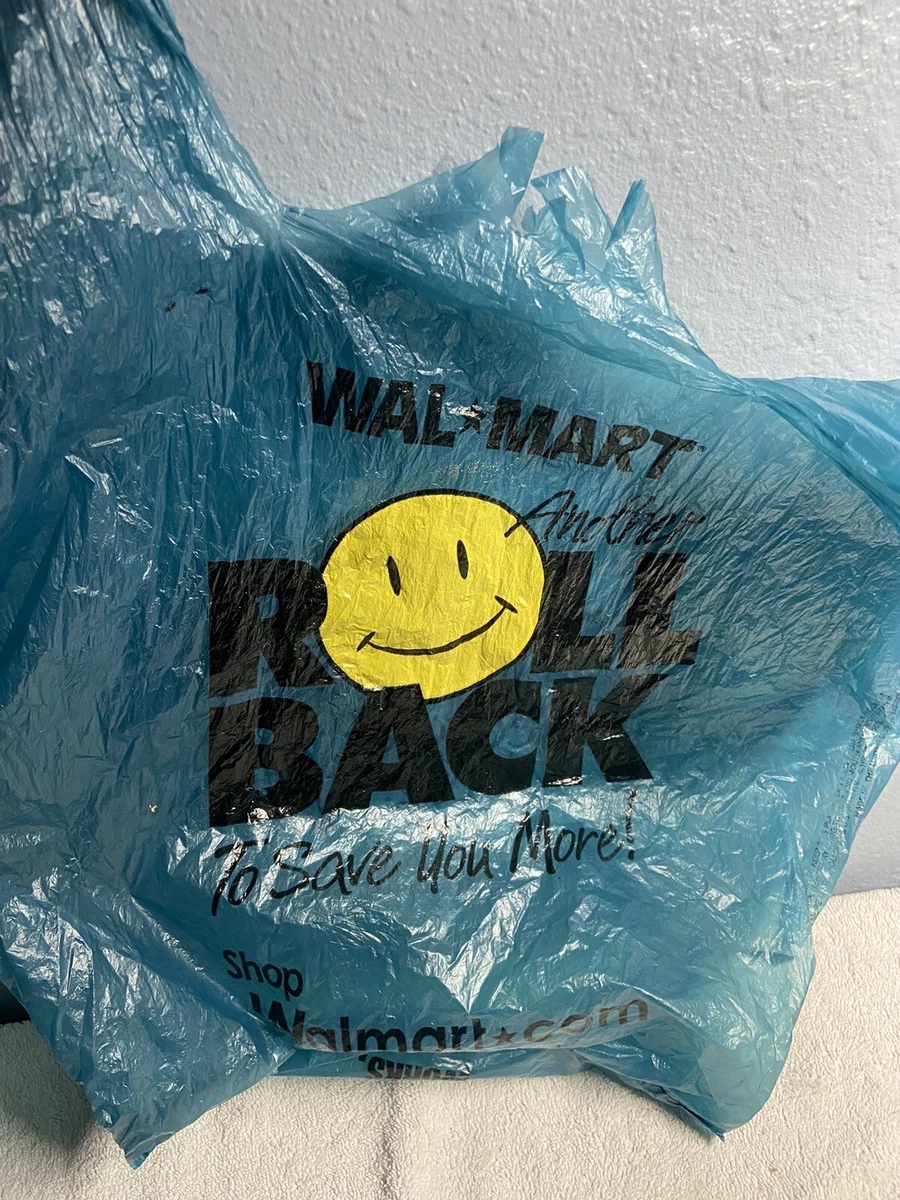 WAL★MART
Another
ROLL
BACK
To Save You More!
Shop
Walmart★com